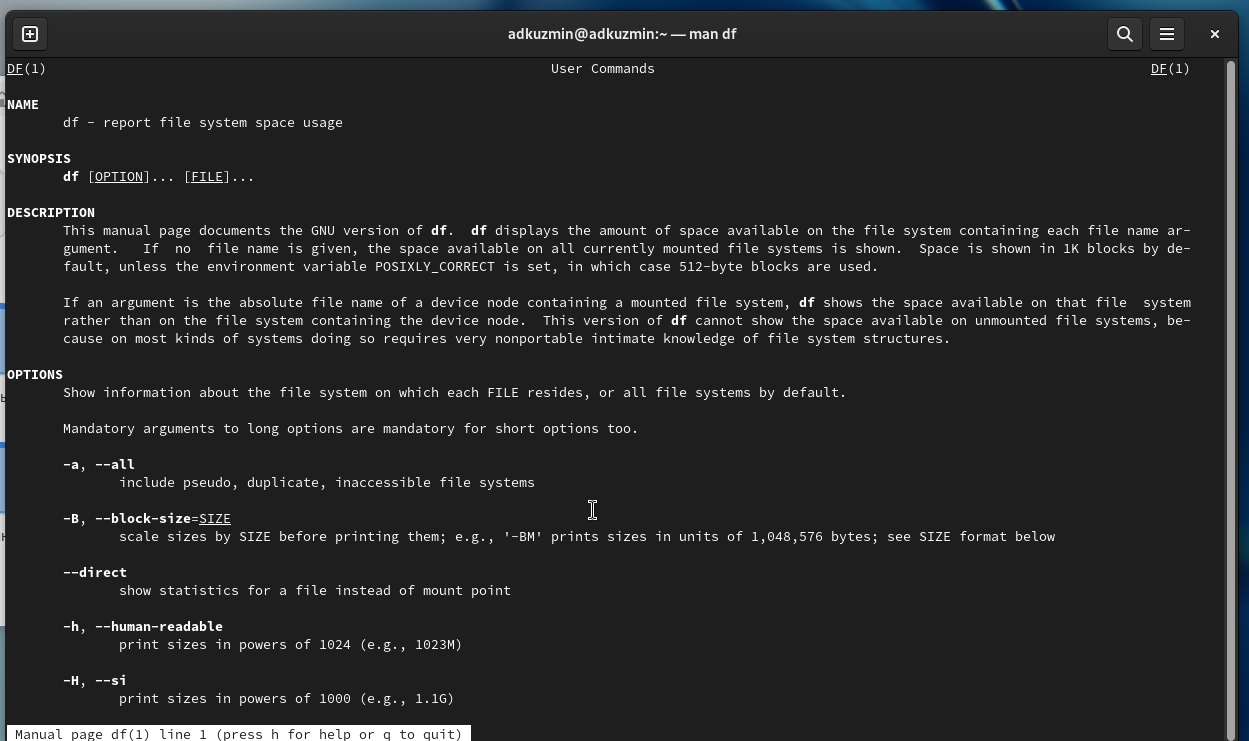 adkuzmin@adkuzmin:~ — man df
DF(1) User Commands DF(1)
NAME
df - report file system space usage
SYNOPSIS
df [OPTION]... [FILE]...
DESCRIPTION
This manual page documents the GNU version of df.  df displays the amount of space available on the file system containing each file name ar-
gument.   If  no  file name is given, the space available on all currently mounted file systems is shown.  Space is shown in 1K blocks by de-
fault, unless the environment variable POSIXLY_CORRECT is set, in which case 512-byte blocks are used.
If an argument is the absolute file name of a device node containing a mounted file system, df shows the space available on that file  system
rather than on the file system containing the device node.  This version of df cannot show the space available on unmounted file systems, be-
cause on most kinds of systems doing so requires very nonportable intimate knowledge of file system structures.
OPTIONS
Show information about the file system on which each FILE resides, or all file systems by default.
Mandatory arguments to long options are mandatory for short options too.
-a, --all
include pseudo, duplicate, inaccessible file systems
-B, --block-size=SIZE
scale sizes by SIZE before printing them; e.g., '-BM' prints sizes in units of 1,048,576 bytes; see SIZE format below
--direct
show statistics for a file instead of mount point
-h, --human-readable
print sizes in powers of 1024 (e.g., 1023M)
-H, --si
print sizes in powers of 1000 (e.g., 1.1G)
Manual page df(1) line 1 (press h for help or q to quit)